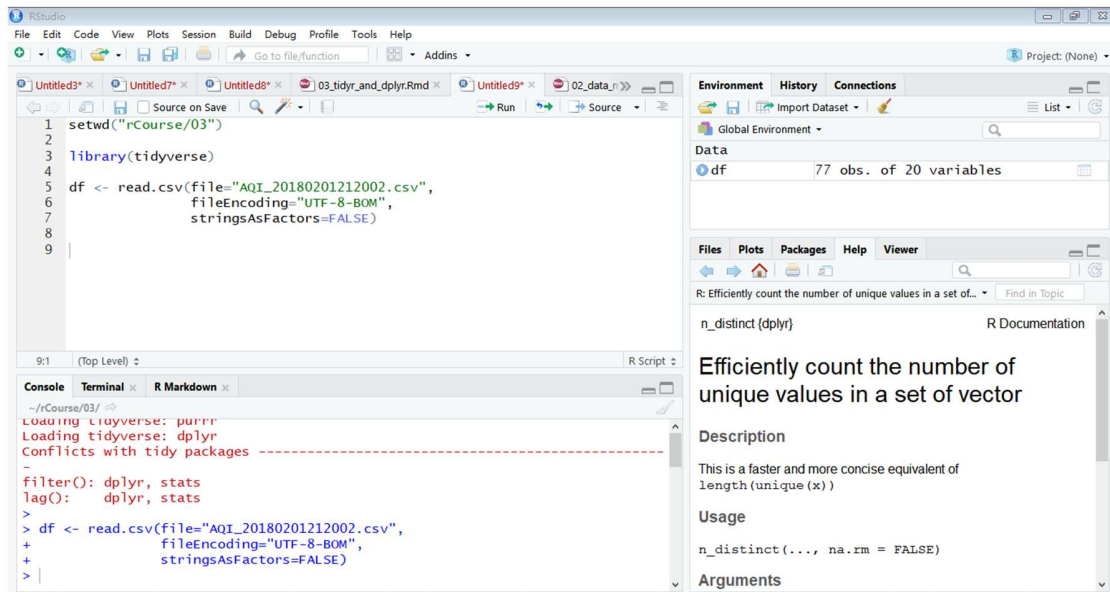 RStudio
File Edit Code View Plots Session Build Debug Profile Tools Help
Go to file/function Addins Project: (None)
Untitled3* Untitled7* Untitled8* 03_tidyr_and_dplyr.Rmd Untitled9*
Source on Save Run Source
1 setwd("rCourse/03")
2
3 library(tidyverse)
4
5 df <- read.csv(file="AQI_20180201212002.csv",
6 fileEncoding="UTF-8-BOM",
7 stringsAsFactors=FALSE)
8
9
9:1 (Top Level) R Script
Console Terminal R Markdown
~/rCourse/03/
Loading tidyverse: purrr
Loading tidyverse: dplyr
Conflicts with tidy packages ---------------------------------------------------
-
filter(): dplyr, stats
lag(): dplyr, stats
>
> df <- read.csv(file="AQI_20180201212002.csv",
+ fileEncoding="UTF-8-BOM",
+ stringsAsFactors=FALSE)
>
Environment History Connections
Import Dataset List
Global Environment
Data
df 77 obs. of 20 variables
Files Plots Packages Help Viewer
R: Efficiently count the number of unique values in a set of... Find in Topic
n_distinct {dplyr} R Documentation
Efficiently count the number of
unique values in a set of vector
Description
This is a faster and more concise equivalent of
length(unique(x))
Usage
n_distinct(..., na.rm = FALSE)
Arguments